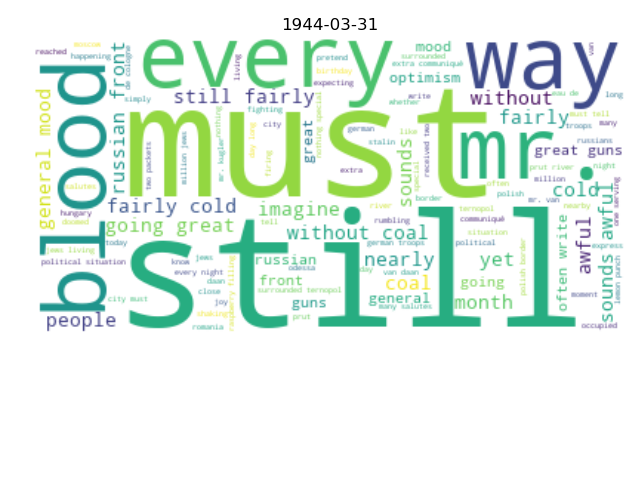 1944-03-31
every
way
must
mr.
still
blood
russian front
general mood
still fairly
mood
optimism
without
fairly
great guns
cold
fairly cold
going great
imagine
without coal
nearly
yet
russian
front
guns
coal
general
going
month
people
sounds
great
often write
awful
sounds awful
reached
moscow
happening
de cologne
living
pretend
birthday
expecting
surrounded
extra communiqué
van
eau de
long
simply
fighting
city
whether
write
must tell
troops
many
nothing
nothing special
german
like
stalin
russians
two packets
million jews
mr. kugler
day long
firing
received two
special
border
prut river
night
extra
million
often
mr. van
polish
salutes
hungary
doomed
river
ternopol
nearby
one serving
tell
rumbling
communiqué
jews living
today
german troops
situation
political situation
know
jews
day
van daan
political
polish border
express
every night
odessa
daan
close
surrounded ternopol
lemon punch
moment
city must
joy
shaking
raspberry filling
many salutes
romania
prut
occupied